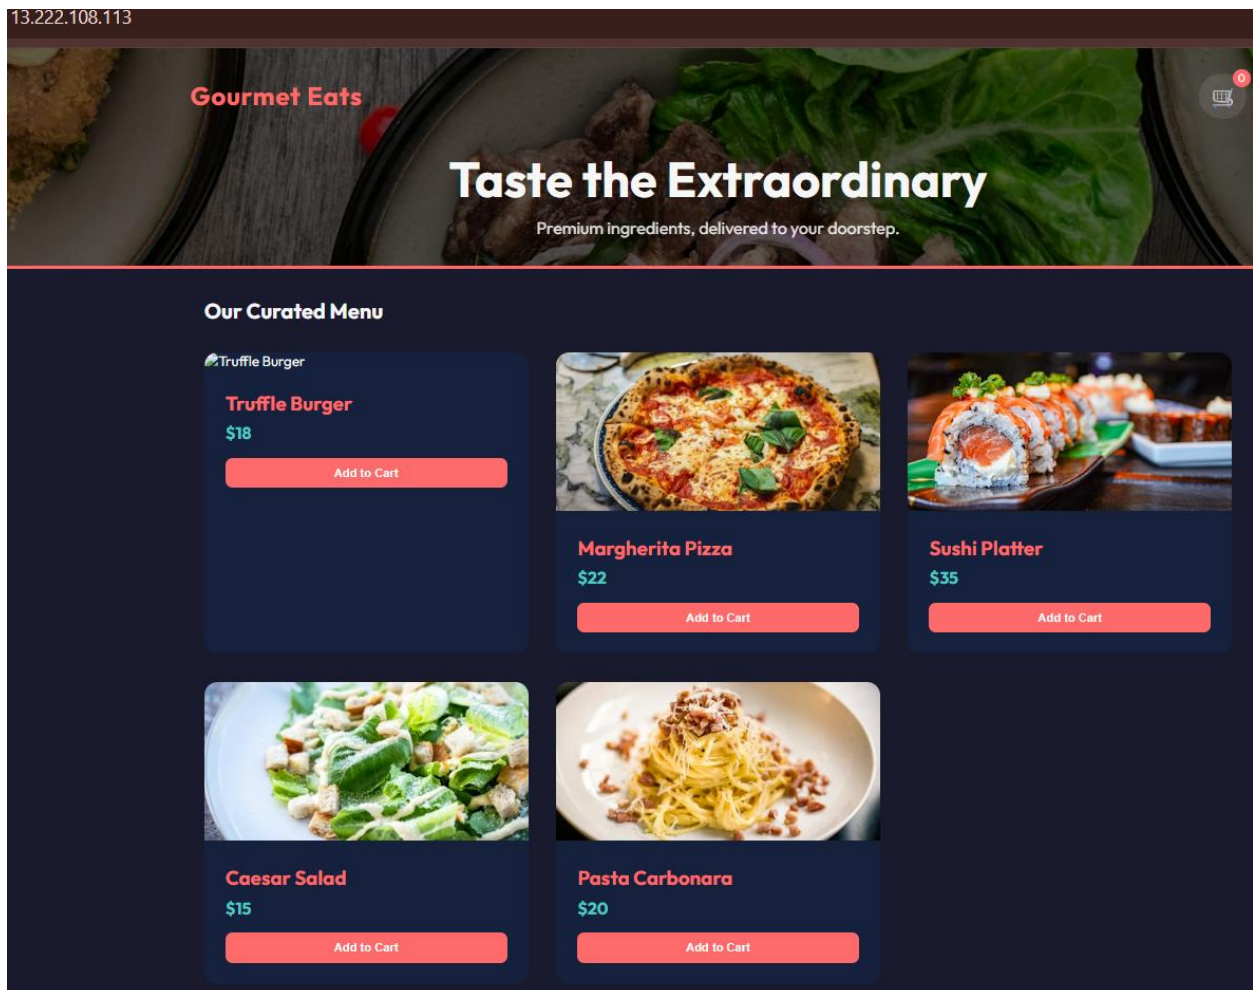 13.222.108.113
Gourmet Eats
0
Taste the Extraordinary
Premium ingredients, delivered to your doorstep.
Our Curated Menu
Truffle Burger
Truffle Burger
$18
Add to Cart
Margherita Pizza
$22
Add to Cart
Sushi Platter
$35
Add to Cart
Caesar Salad
$15
Add to Cart
Pasta Carbonara
$20
Add to Cart